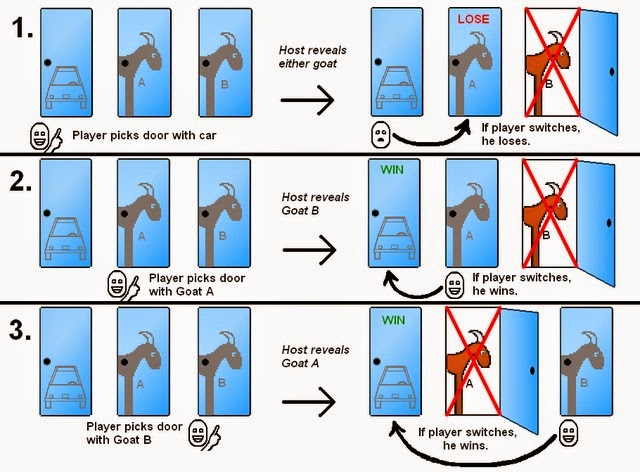 1.
A
B
Player picks door with car
Host reveals
either goat
LOSE
A
B
If player switches,
he loses.
2.
A
B
Player picks door
with Goat A
Host reveals
Goat B
WIN
A
B
If player switches,
he wins.
3.
A
B
Player picks door
with Goat B
Host reveals
Goat A
WIN
A
B
If player switches,
he wins.